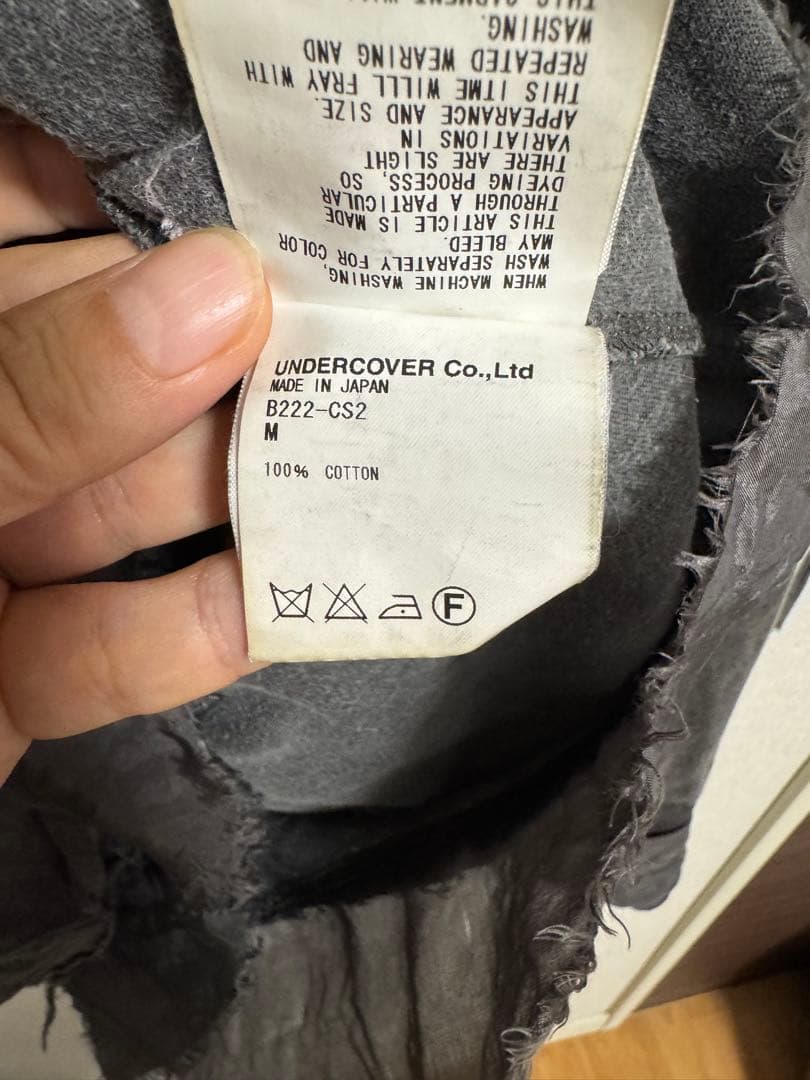 WHEN MACHINE WASHING,
WASH SEPARATELY FOR COLOR
MAY BLEED.
THIS ARTICLE IS MADE
THROUGH A PARTICULAR
DYEING PROCESS, SO
THERE ARE SLIGHT
VARIATIONS IN
APPEARANCE AND SIZE.
THIS ITME WILLL FRAY WITH
REPEATED WEARING AND
WASHING.
THIS GARMENT
UNDERCOVER Co.,Ltd
MADE IN JAPAN
B222-CS2
M
100% COTTON
F